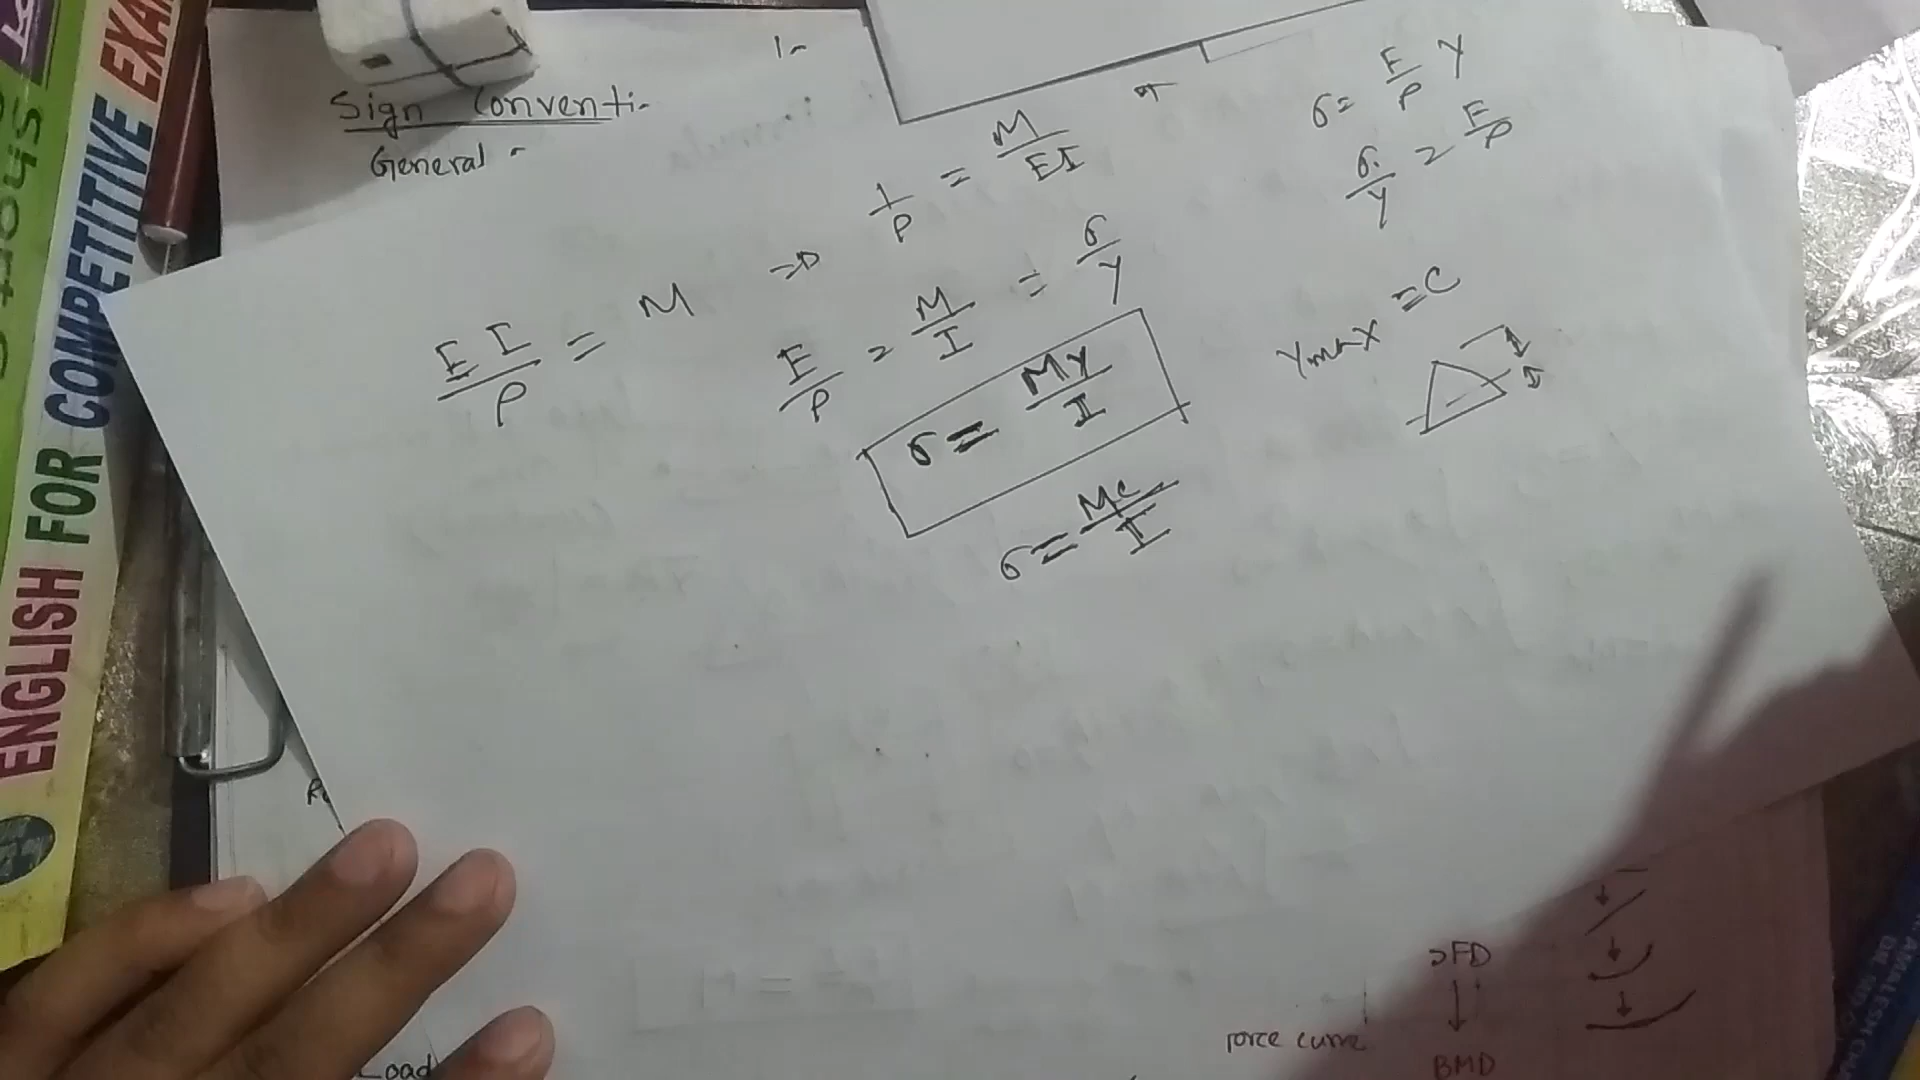 Sign Conventi
General -
σ = E/ρ Y
σ/Y = E/ρ
EI/ρ = M ⇒ 1/ρ = M/EI
E/ρ = M/I = σ/Y
σ = My/I
σ = Mc/I
Ymax = C
ENGLISH FOR COMPETITIVE EXA
Load
SFD
↓
BMD
Force curve